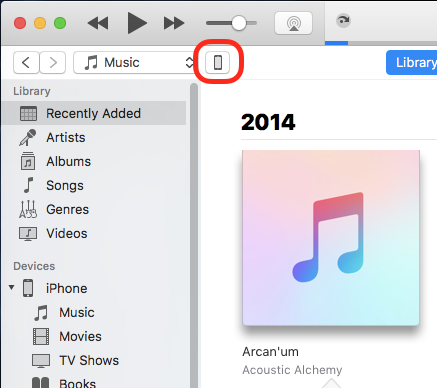 Music
Library
Library
Recently Added
Artists
Albums
Songs
Genres
Videos
Devices
iPhone
Music
Movies
TV Shows
Books
2014
Arcan'um
Acoustic Alchemy